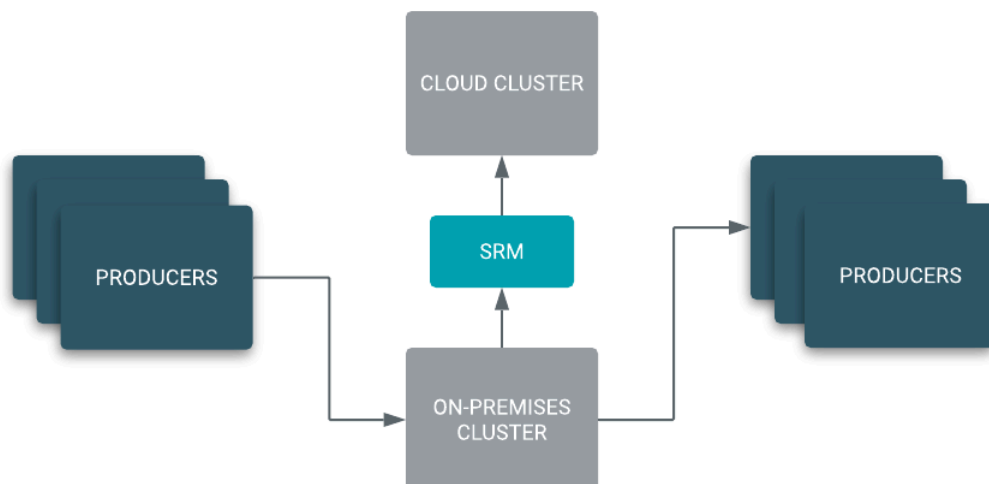 CLOUD CLUSTER
SRM
PRODUCERS
PRODUCERS
ON-PREMISES
CLUSTER